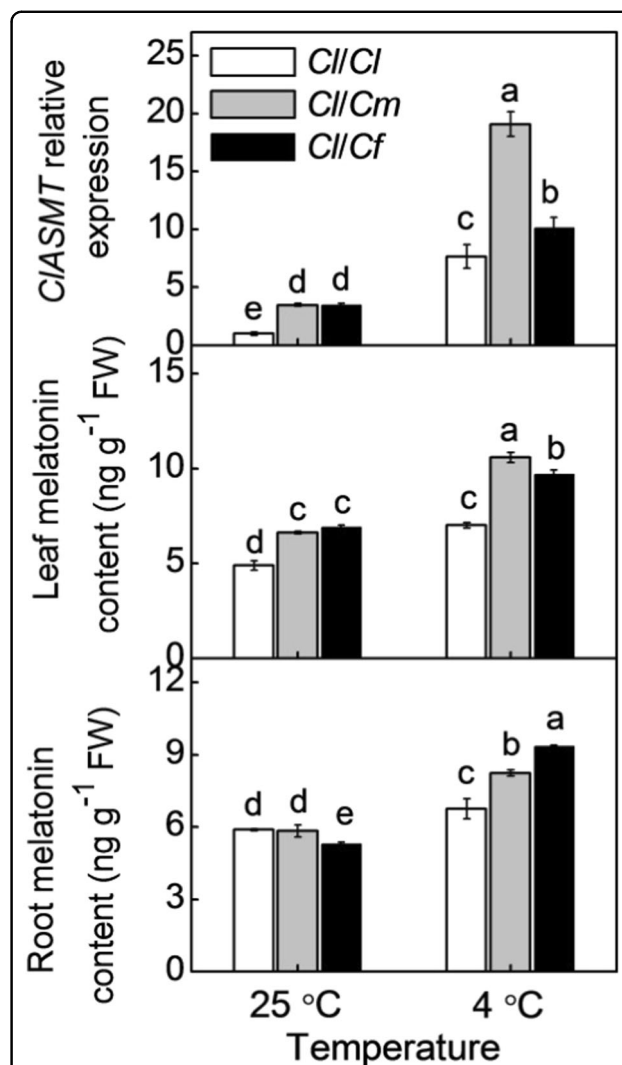 ClASMT relative
expression
25
20
15
10
5
0
Cl/Cl
Cl/Cm
Cl/Cf
e
d
d
c
a
b
Leaf melatonin
content (ng g⁻¹ FW)
15
10
5
0
d
c
c
c
a
b
Root melatonin
content (ng g⁻¹ FW)
12
9
6
3
0
d
d
e
c
b
a
25 °C
4 °C
Temperature